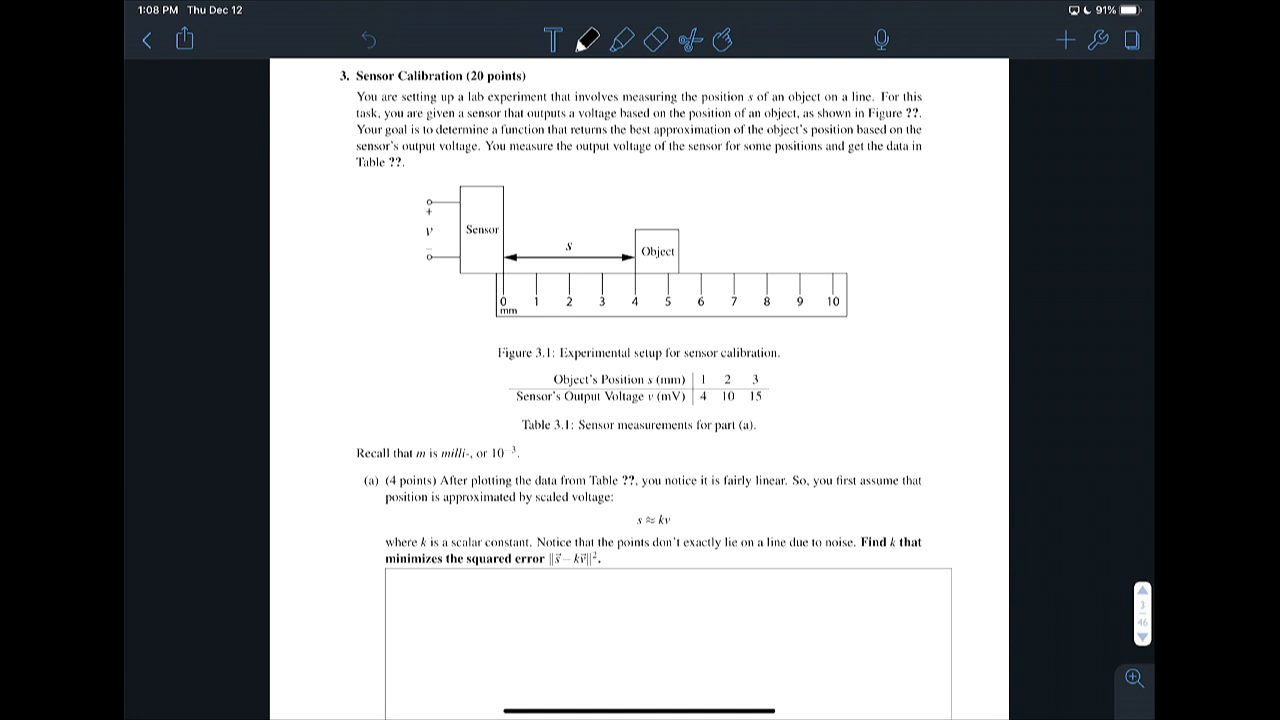 1:08 PM Thu Dec 12
91%
3. Sensor Calibration (20 points)
You are setting up a lab experiment that involves measuring the position s of an object on a line. For this
task, you are given a sensor that outputs a voltage based on the position of an object, as shown in Figure ??.
Your goal is to determine a function that returns the best approximation of the object's position based on the
sensor's output voltage. You measure the output voltage of the sensor for some positions and get the data in
Table ??.
+
v
−
Sensor
s
Object
0 1 2 3 4 5 6 7 8 9 10
mm
Figure 3.1: Experimental setup for sensor calibration.
Object's Position s (mm) 1 2 3
Sensor's Output Voltage v (mV) 4 10 15
Table 3.1: Sensor measurements for part (a).
Recall that m is milli-, or 10⁻³.
(a) (4 points) After plotting the data from Table ??, you notice it is fairly linear. So, you first assume that
position is approximated by scaled voltage:
s ≈ kv
where k is a scalar constant. Notice that the points don't exactly lie on a line due to noise. Find k that
minimizes the squared error ||s⃗ − kv⃗||².
3
46